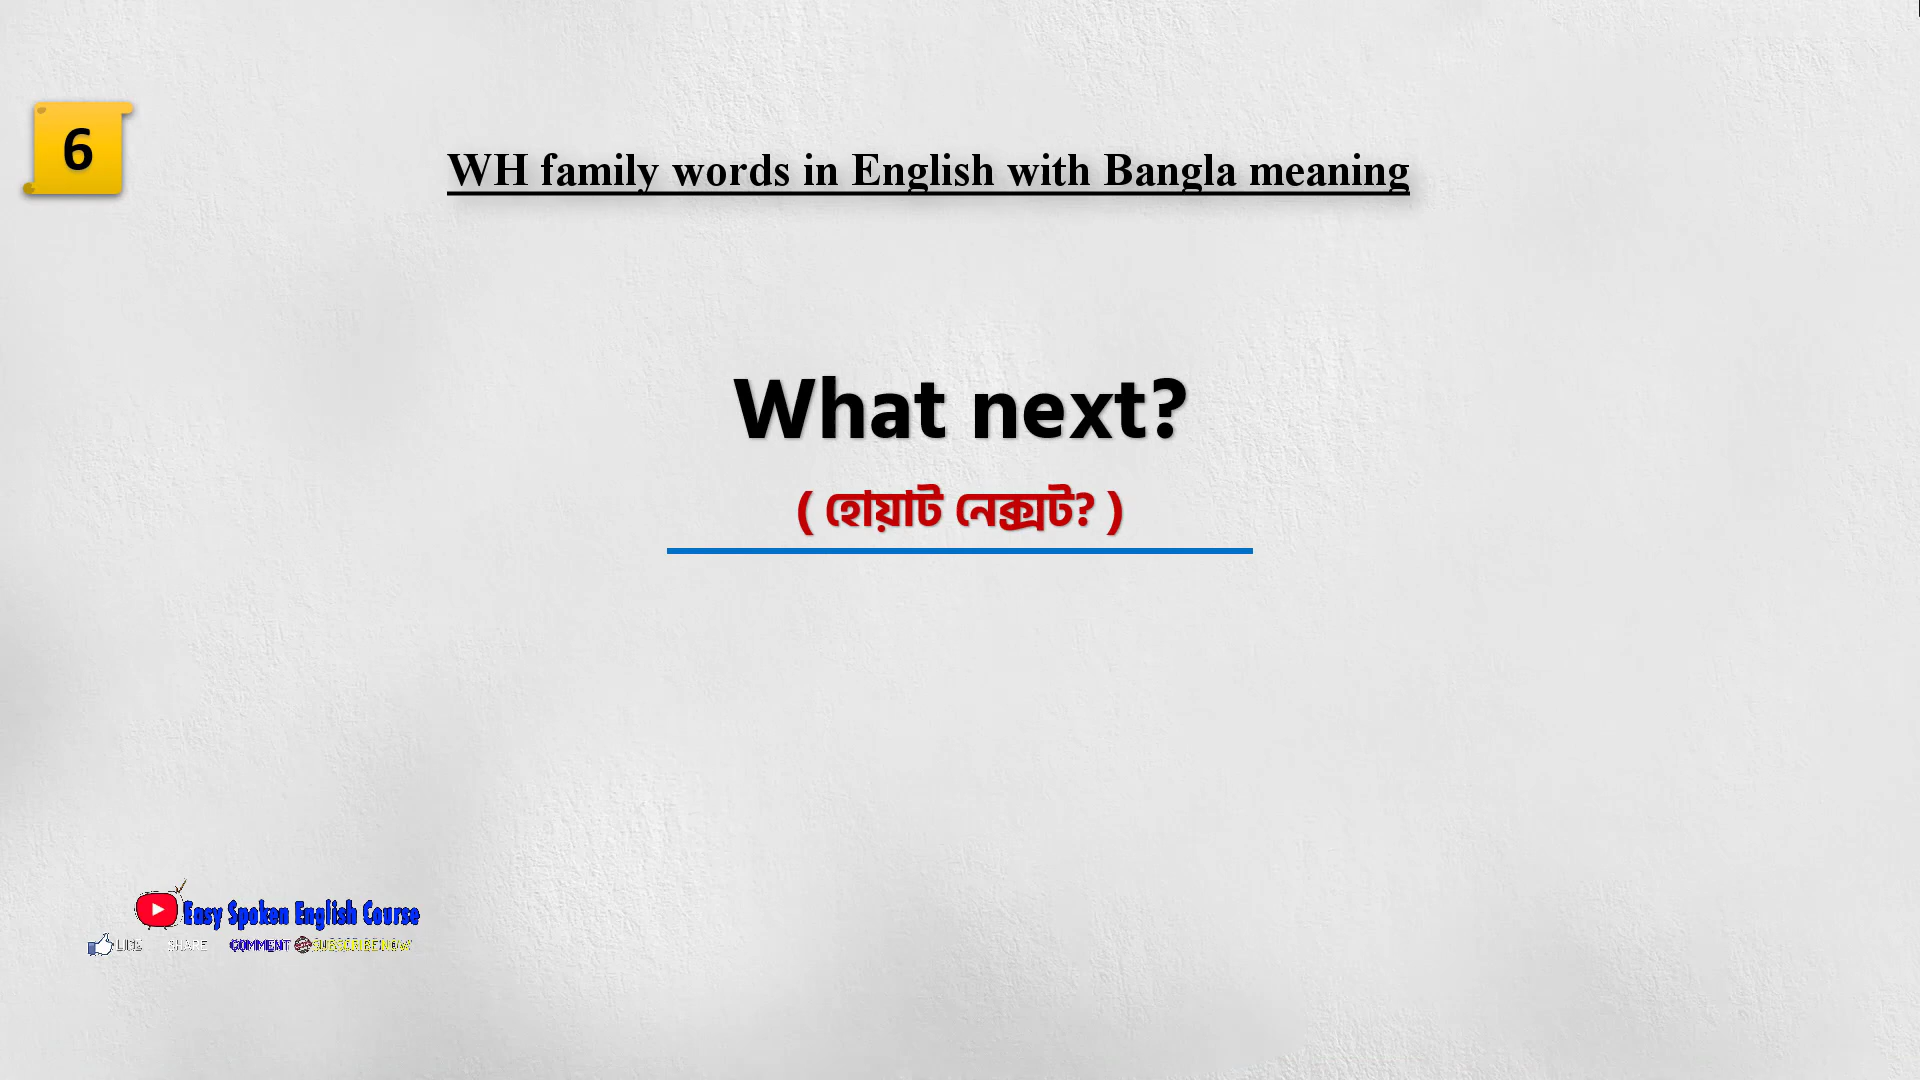 6
WH family words in English with Bangla meaning
What next?
( হোয়াট নেক্সট? )
Easy Spoken English Course
LIKE SHARE COMMENT SUBSCRIBE NOW